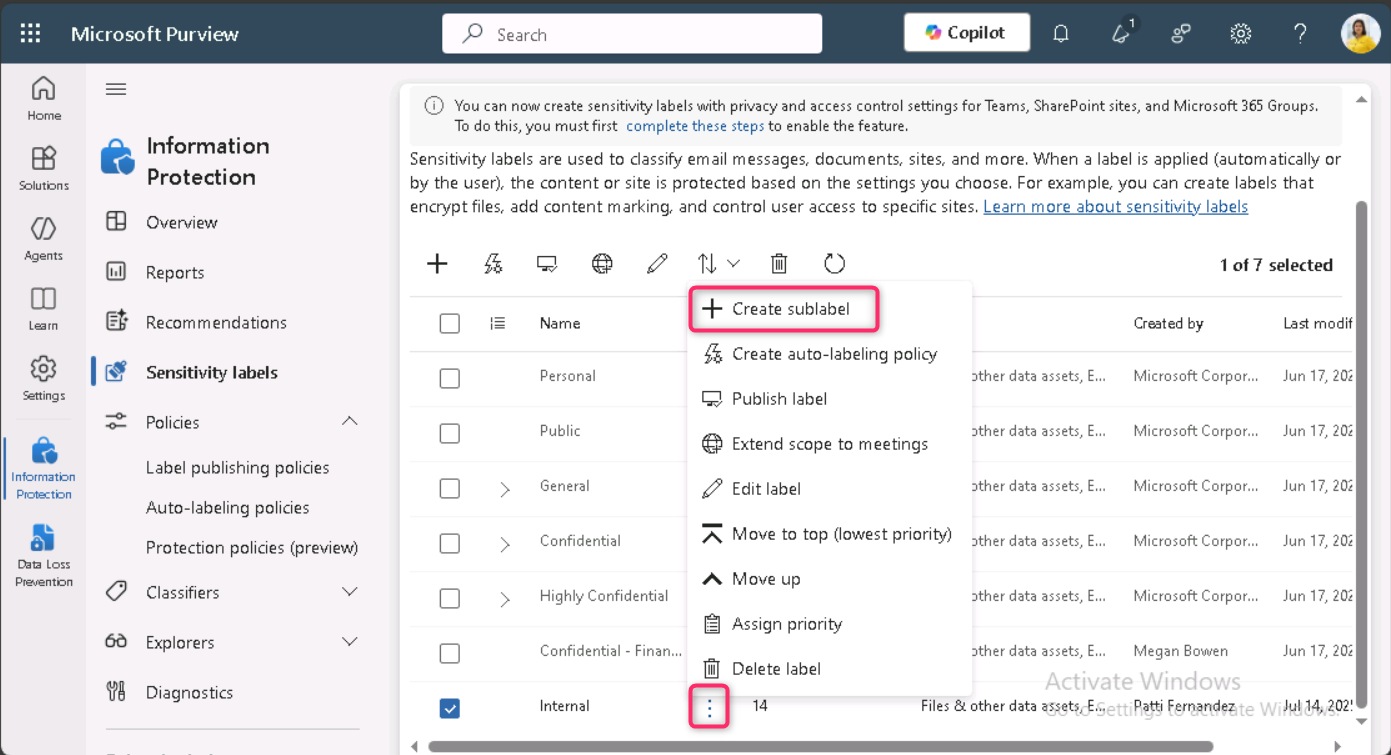 Microsoft Purview
Search
Copilot
1
Home
Solutions
Agents
Learn
Settings
Information
Protection
Data Loss
Prevention
Information
Protection
Overview
Reports
Recommendations
Sensitivity labels
Policies
Label publishing policies
Auto-labeling policies
Protection policies (preview)
Classifiers
Explorers
Diagnostics
You can now create sensitivity labels with privacy and access control settings for Teams, SharePoint sites, and Microsoft 365 Groups.
To do this, you must first complete these steps to enable the feature.
Sensitivity labels are used to classify email messages, documents, sites, and more. When a label is applied (automatically or
by the user), the content or site is protected based on the settings you choose. For example, you can create labels that
encrypt files, add content marking, and control user access to specific sites. Learn more about sensitivity labels
1 of 7 selected
Name Created by Last modif
Personal other data assets, E... Microsoft Corpor... Jun 17, 202
Public other data assets, E... Microsoft Corpor... Jun 17, 202
General other data assets, E... Microsoft Corpor... Jun 17, 202
Confidential other data assets, E... Microsoft Corpor... Jun 17, 202
Highly Confidential other data assets, E... Microsoft Corpor... Jun 17, 202
Confidential - Finan... other data assets, E... Megan Bowen Jun 17, 202
Internal 14 Files & other data assets, E... Patti Fernandez Jul 14, 202
Create sublabel
Create auto-labeling policy
Publish label
Extend scope to meetings
Edit label
Move to top (lowest priority)
Move up
Assign priority
Delete label
Activate Windows
Go to Settings to activate Windows.